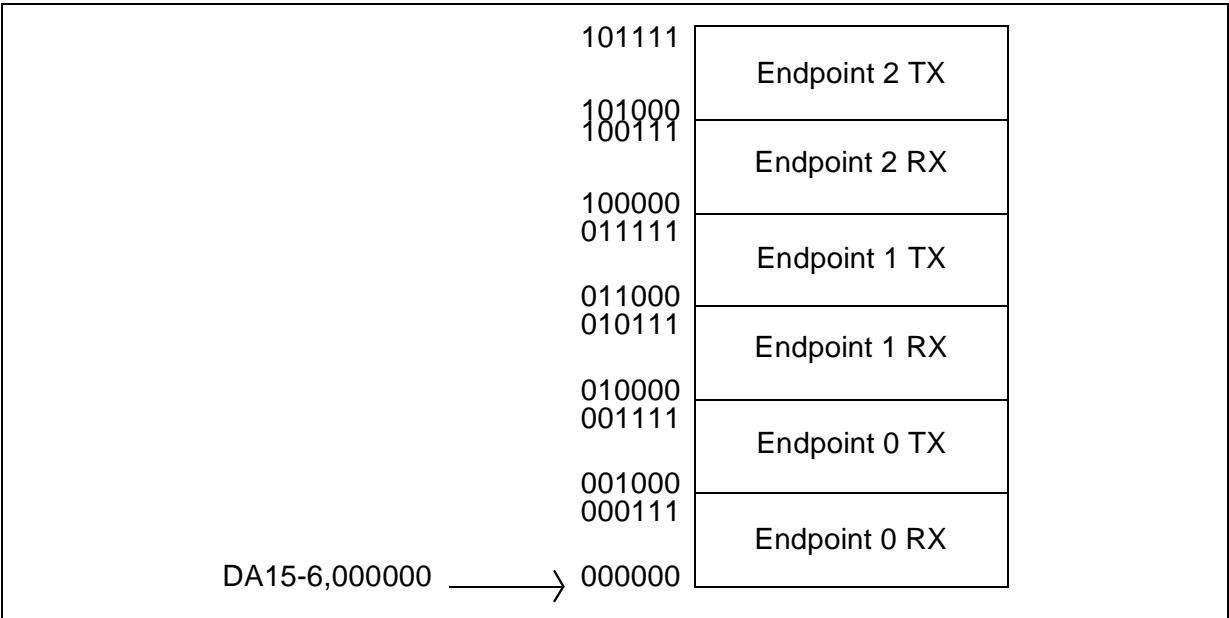 101111
Endpoint 2 TX
101000
100111
Endpoint 2 RX
100000
011111
Endpoint 1 TX
011000
010111
Endpoint 1 RX
010000
001111
Endpoint 0 TX
001000
000111
Endpoint 0 RX
DA15-6,000000 000000